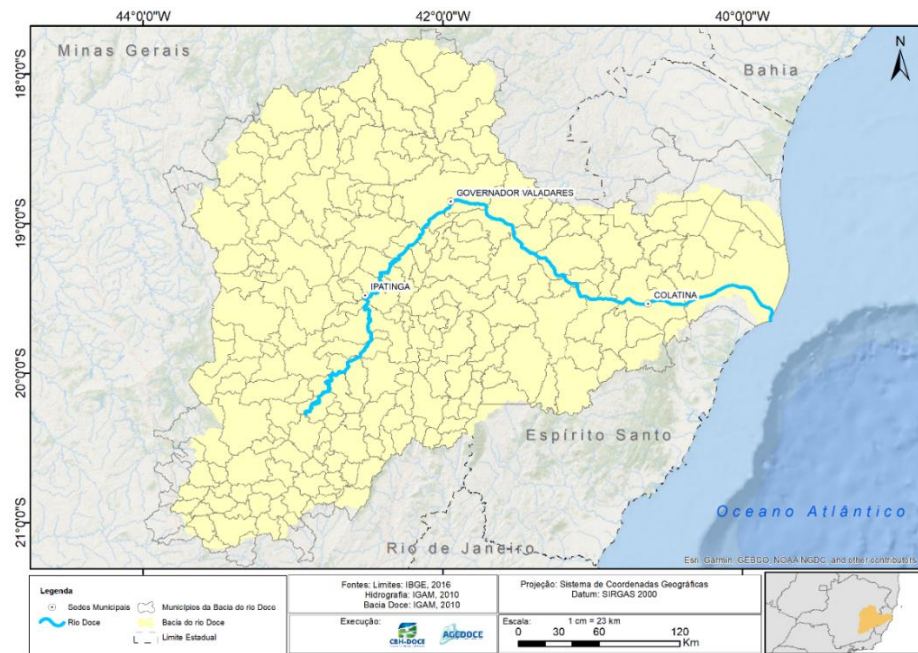 44°0'0"W
42°0'0"W
40°0'0"W
Minas Gerais
Bahia
N
18°0'0"S
19°0'0"S
20°0'0"S
21°0'0"S
GOVERNADOR VALADARES
IPATINGA
COLATINA
Espírito Santo
Oceano Atlântico
Rio de Janeiro
Esri, Garmin, GEBCO, NOAA NGDC, and other contributors
Legenda
Sedes Municipais
Municípios da Bacia do rio Doce
Rio Doce
Bacia do rio Doce
Limite Estadual
Fontes: Limites: IBGE, 2016
Hidrografia: IGAM, 2010
Bacia Doce: IGAM, 2010
Execução:
CBH-DOCE
AGEDOCE
Projeção: Sistema de Coordenadas Geográficas
Datum: SIRGAS 2000
Escala: 1 cm = 23 km
0 30 60 120
Km